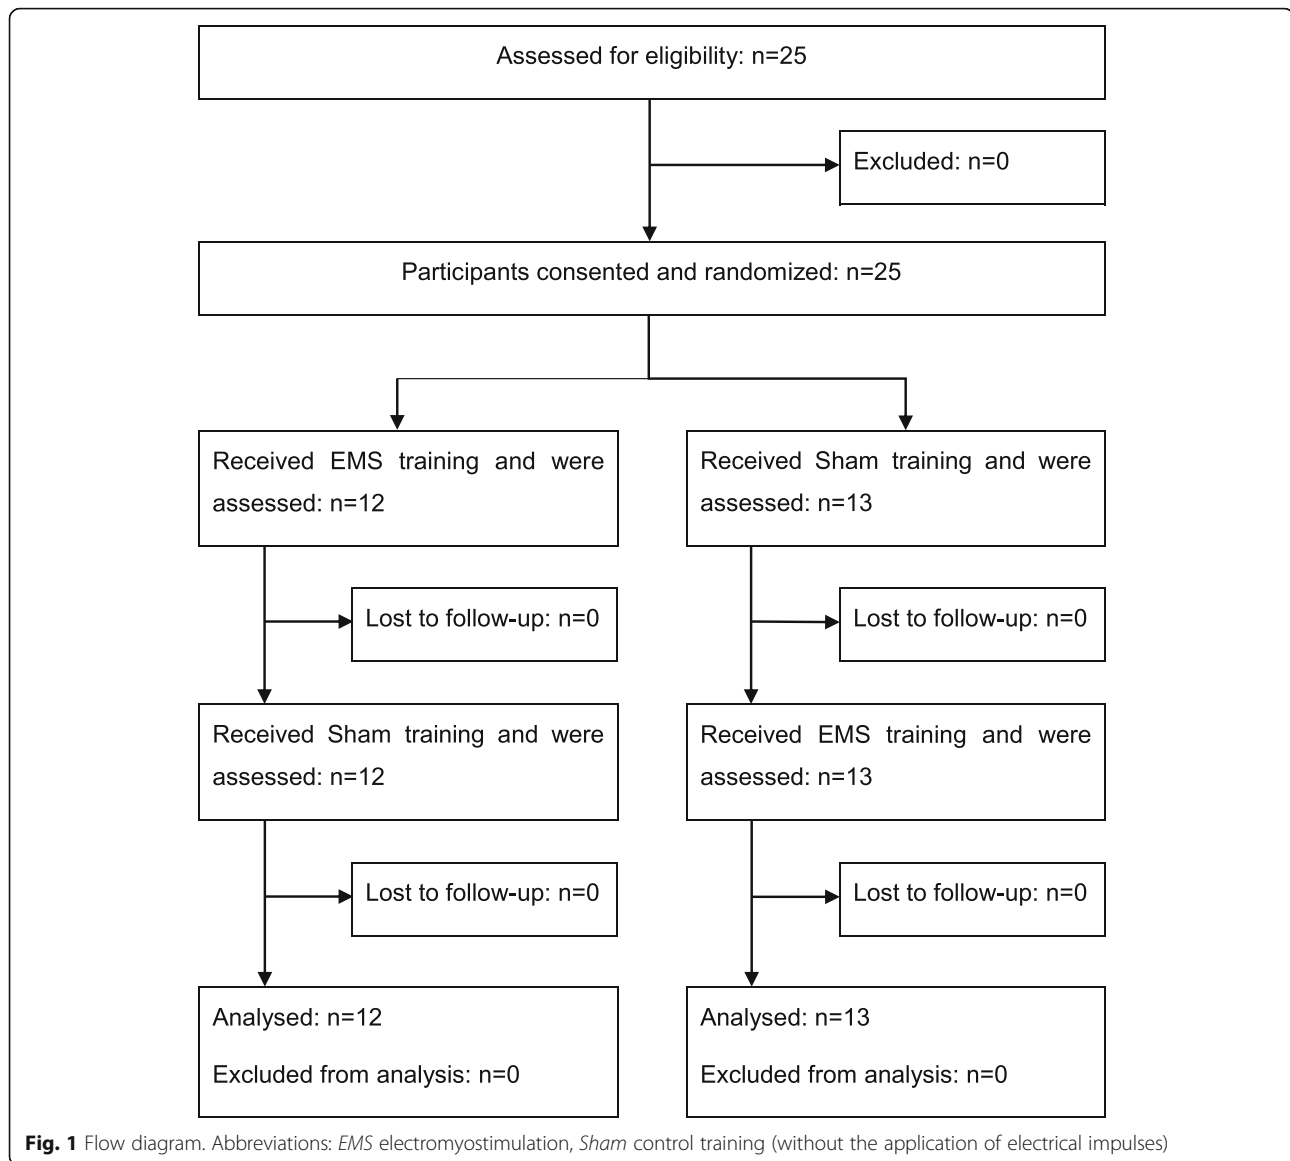 Assessed for eligibility: n=25
Excluded: n=0
Participants consented and randomized: n=25
Received EMS training and were
assessed: n=12
Received Sham training and were
assessed: n=13
Lost to follow-up: n=0
Lost to follow-up: n=0
Received Sham training and were
assessed: n=12
Received EMS training and were
assessed: n=13
Lost to follow-up: n=0
Lost to follow-up: n=0
Analysed: n=12
Excluded from analysis: n=0
Analysed: n=13
Excluded from analysis: n=0
Fig. 1 Flow diagram. Abbreviations: EMS electromyostimulation, Sham control training (without the application of electrical impulses)